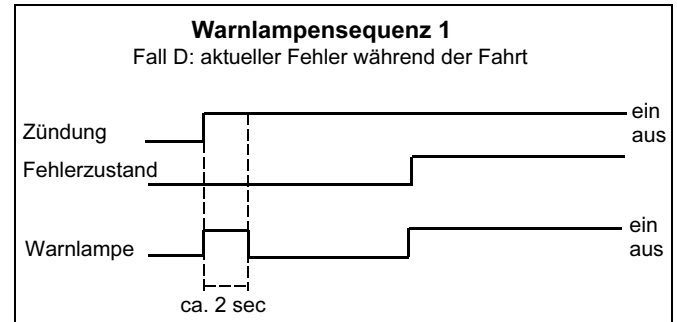 Warnlampensequenz 1
Fall D: aktueller Fehler während der Fahrt
Zündung
ein
aus
Fehlerzustand
Warnlampe
ein
aus
ca. 2 sec